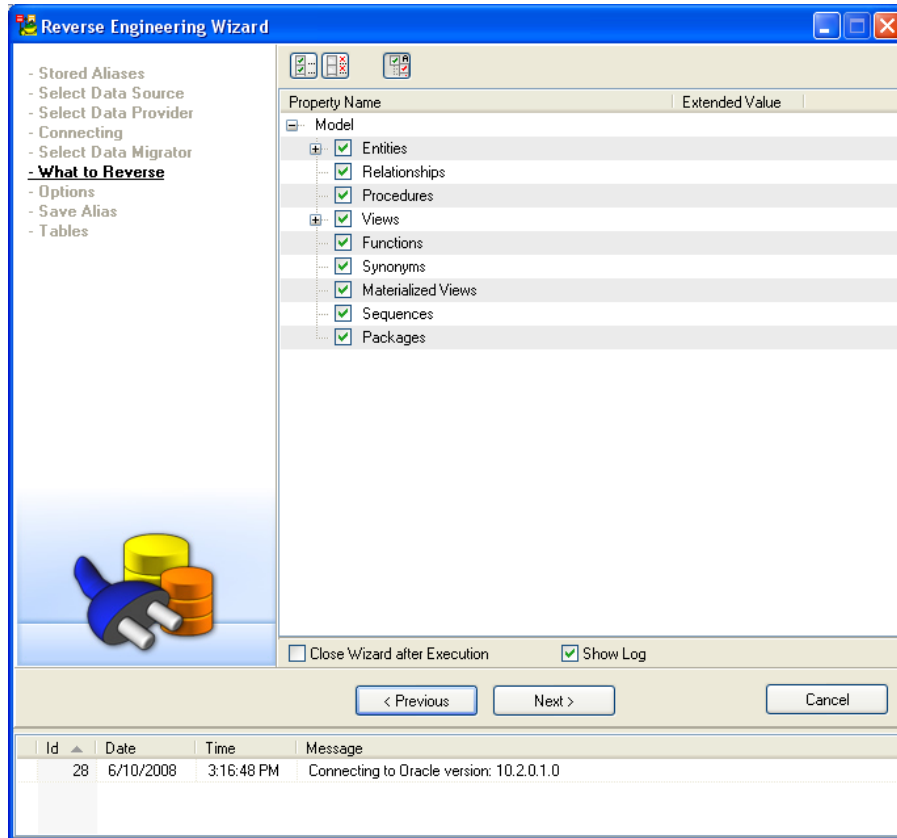 Reverse Engineering Wizard
- Stored Aliases
- Select Data Source
- Select Data Provider
- Connecting
- Select Data Migrator
- What to Reverse
- Options
- Save Alias
- Tables
Property Name Extended Value
Model
Entities
Relationships
Procedures
Views
Functions
Synonyms
Materialized Views
Sequences
Packages
Close Wizard after Execution Show Log
< Previous Next > Cancel
Id Date Time Message
28 6/10/2008 3:16:48 PM Connecting to Oracle version: 10.2.0.1.0